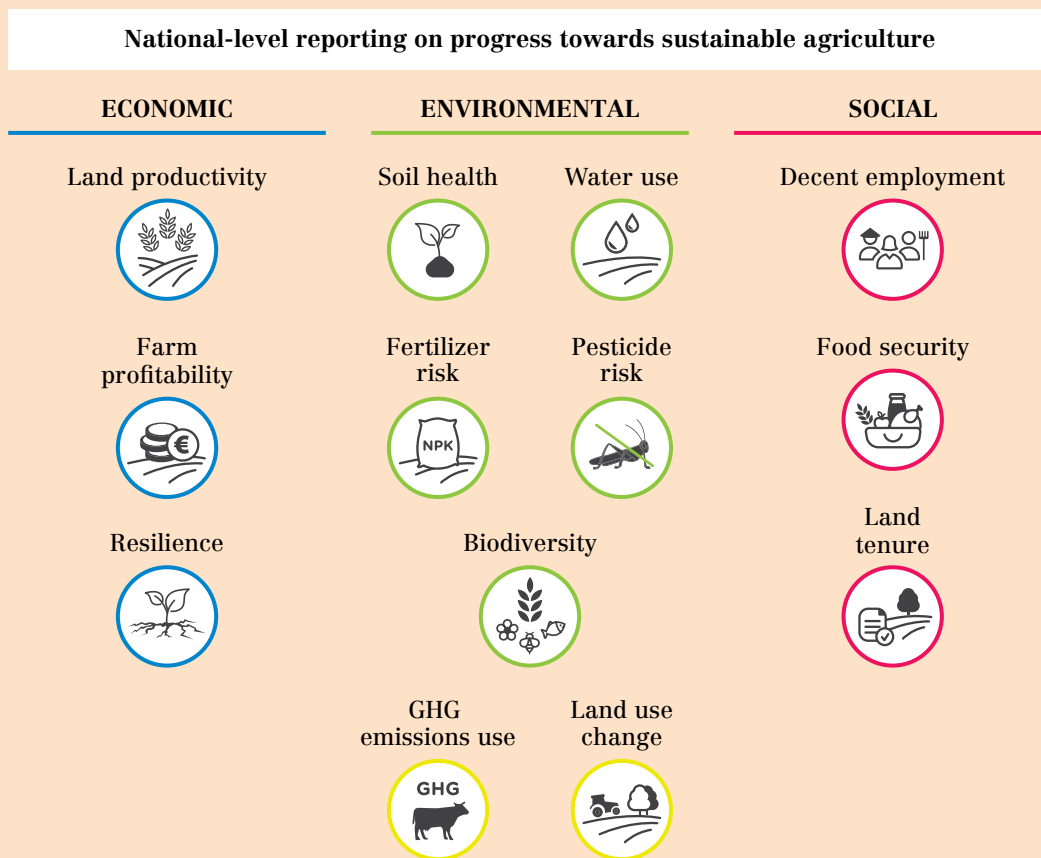 National-level reporting on progress towards sustainable agriculture
ECONOMIC
Land productivity
Farm
profitability
€
Resilience
ENVIRONMENTAL
Soil health
Water use
Fertilizer
risk
NPK
Pesticide
risk
Biodiversity
GHG
emissions use
GHG
Land use
change
SOCIAL
Decent employment
Food security
Land
tenure